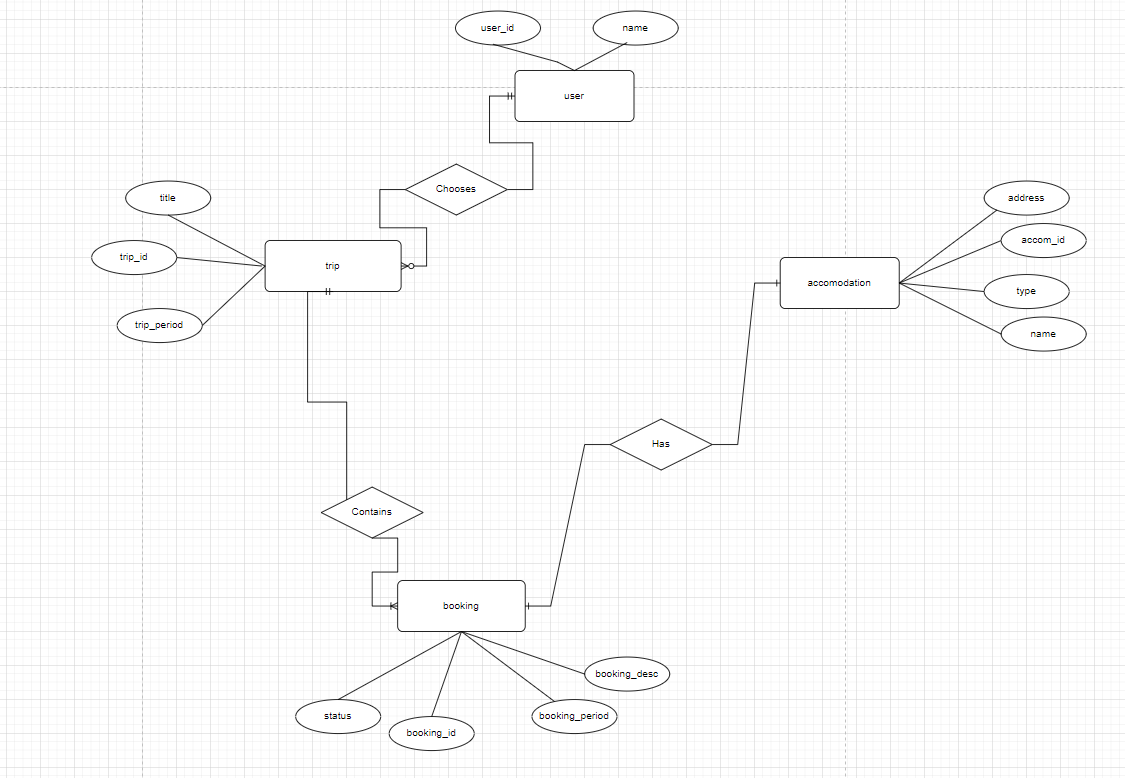 user_id
name
user
Chooses
title
trip_id
trip
trip_period
address
accom_id
accomodation
type
name
Has
Contains
booking
booking_desc
status
booking_period
booking_id